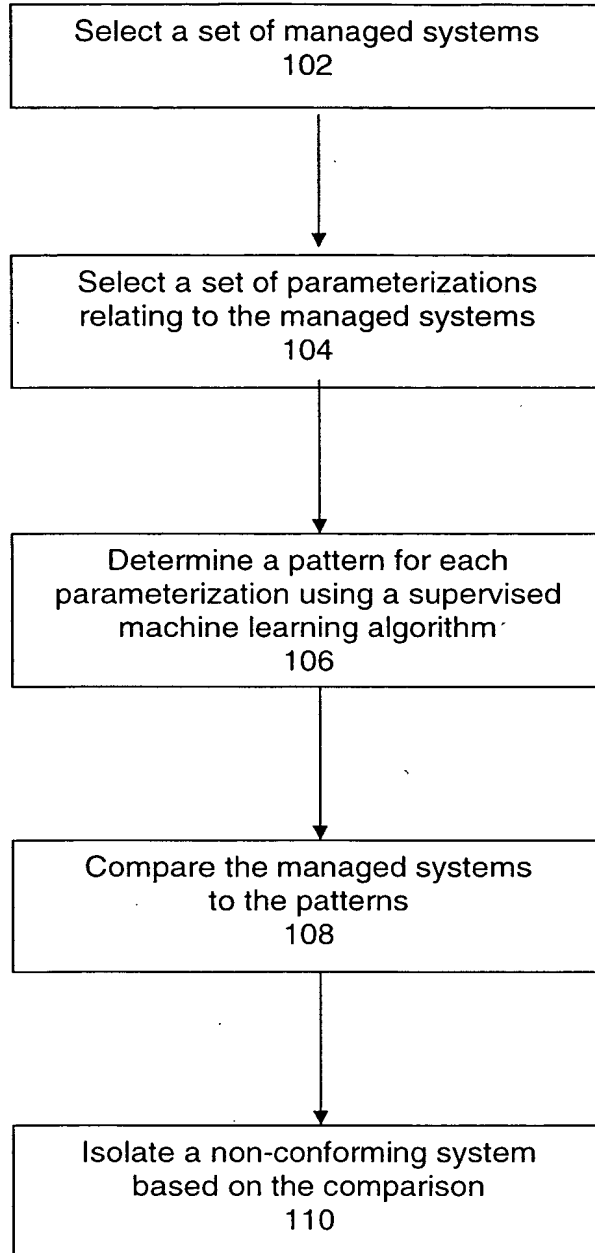 Select a set of managed systems
102
Select a set of parameterizations
relating to the managed systems
104
Determine a pattern for each
parameterization using a supervised
machine learning algorithm
106
Compare the managed systems
to the patterns
108
Isolate a non-conforming system
based on the comparison
110